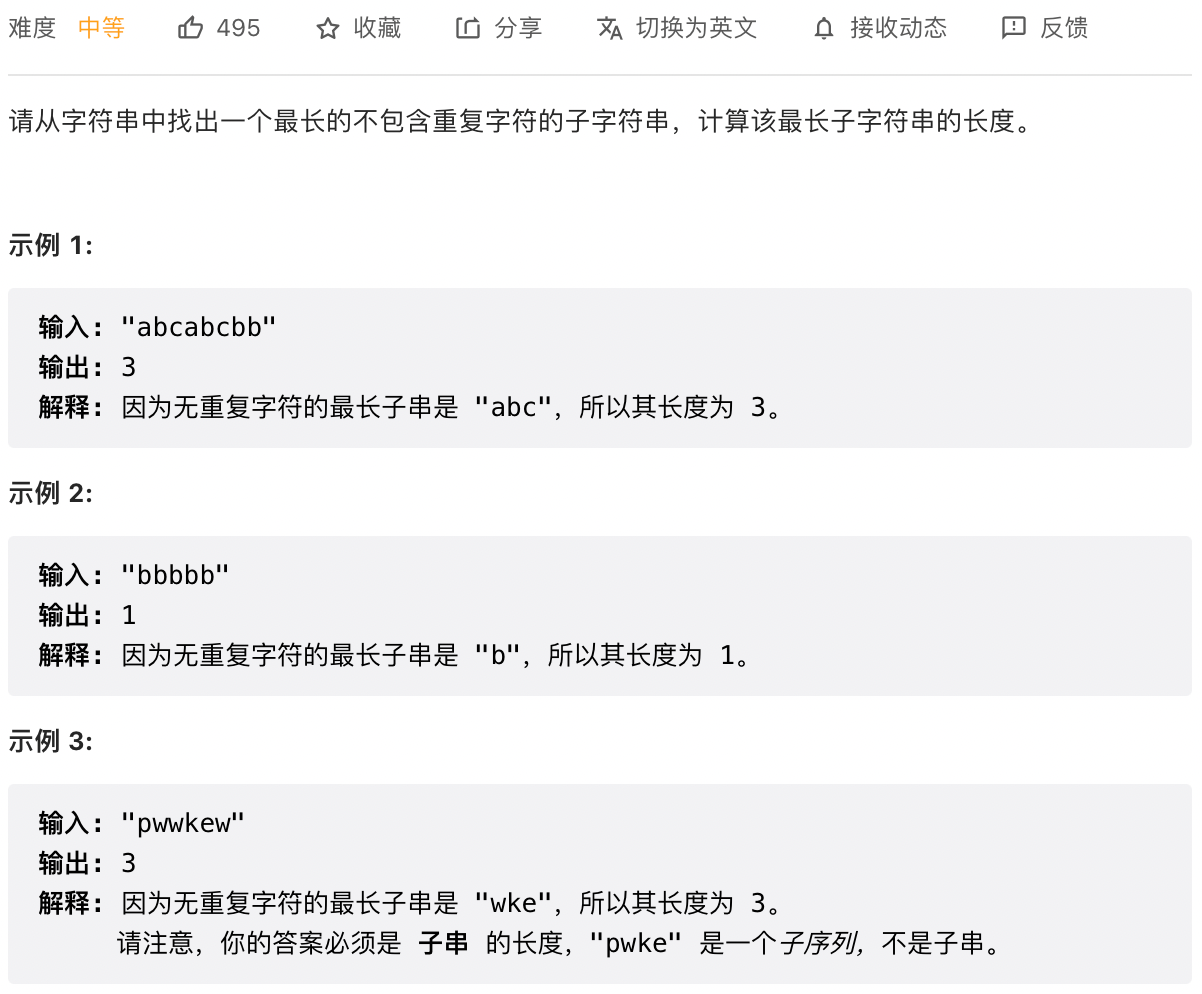 难度 中等 495 收藏 分享 切换为英文 接收动态 反馈
请从字符串中找出一个最长的不包含重复字符的子字符串，计算该最长子字符串的长度。
示例 1:
输入: "abcabcbb"
输出: 3
解释: 因为无重复字符的最长子串是 "abc"，所以其长度为 3。
示例 2:
输入: "bbbbb"
输出: 1
解释: 因为无重复字符的最长子串是 "b"，所以其长度为 1。
示例 3:
输入: "pwwkew"
输出: 3
解释: 因为无重复字符的最长子串是 "wke"，所以其长度为 3。
请注意，你的答案必须是 子串 的长度，"pwke" 是一个子序列，不是子串。